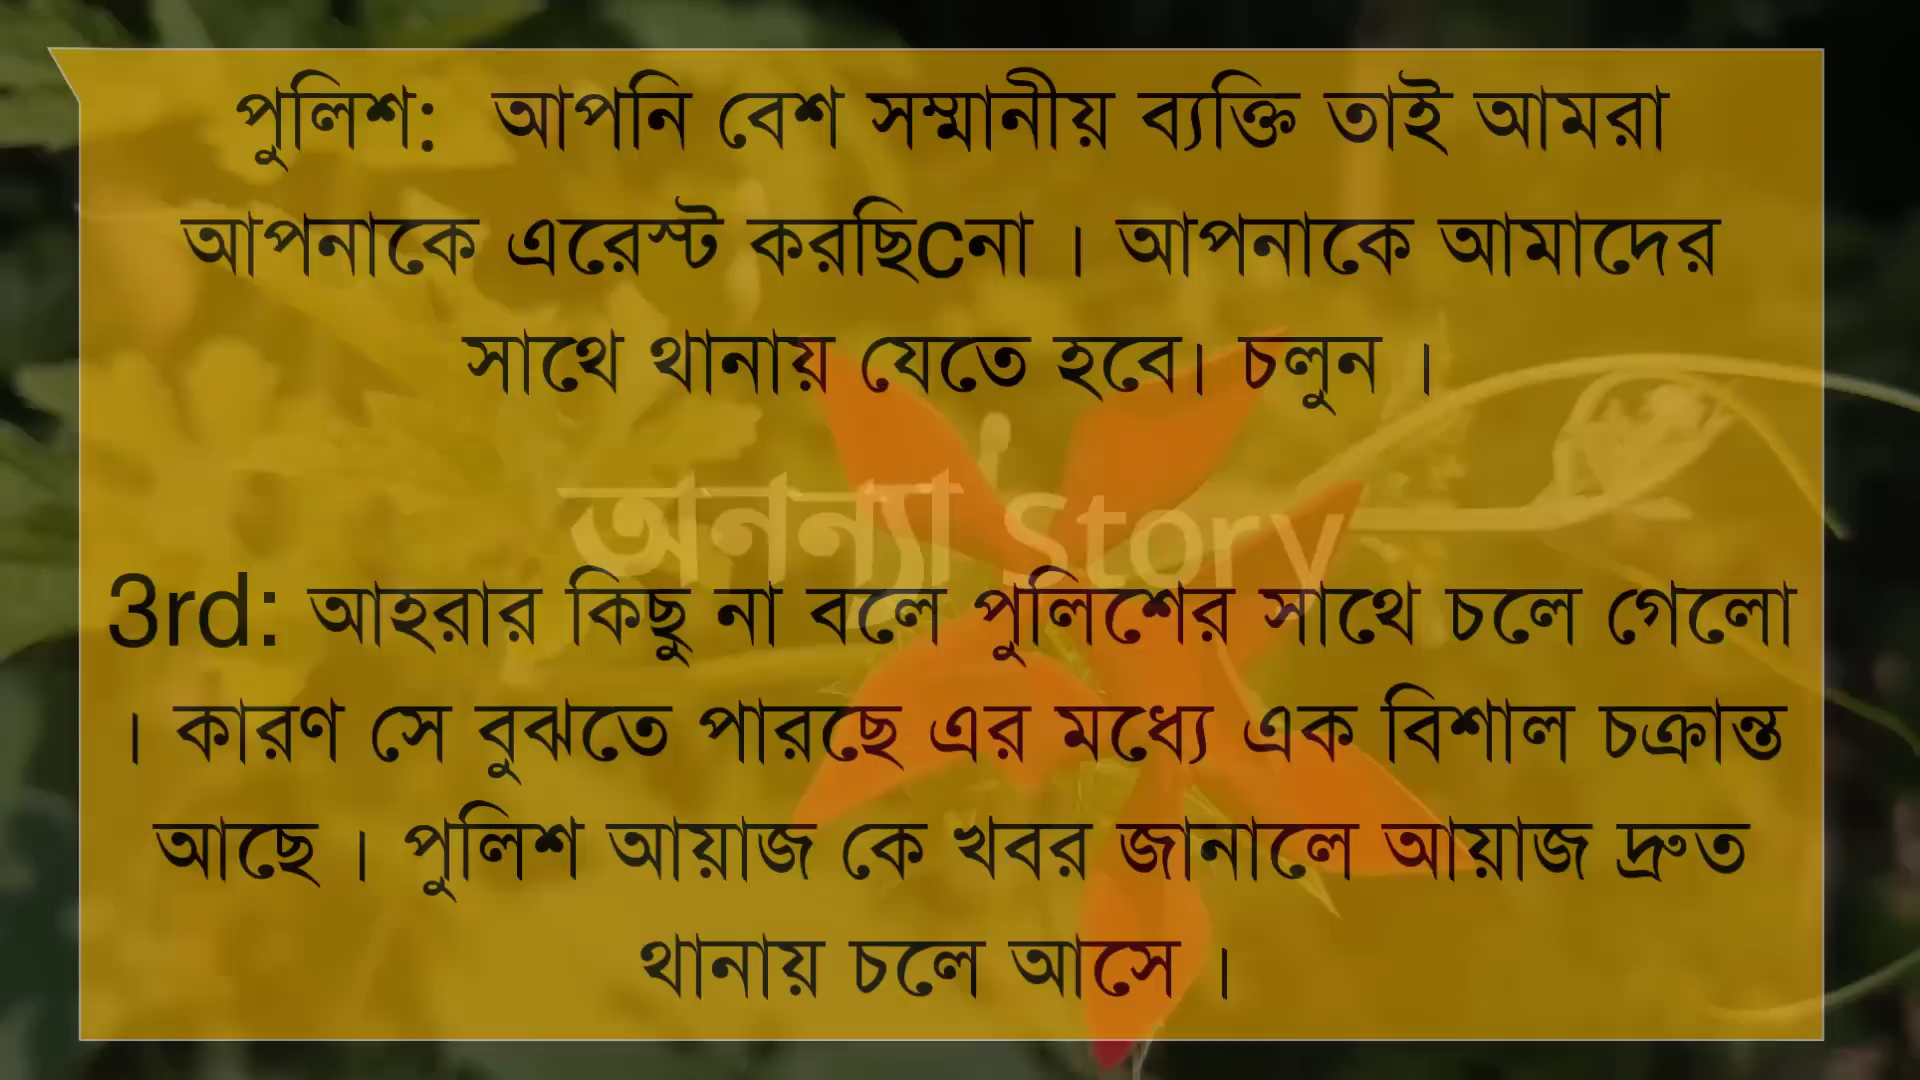 পুলিশ: আপনি বেশ সম্মানীয় ব্যক্তি তাই আমরা
আপনাকে এরেস্ট করছিcনা । আপনাকে আমাদের
সাথে থানায় যেতে হবে। চলুন ।
অনন্যা Story
3rd: আহরার কিছু না বলে পুলিশের সাথে চলে গেলো
। কারণ সে বুঝতে পারছে এর মধ্যে এক বিশাল চক্রান্ত
আছে । পুলিশ আয়াজ কে খবর জানালে আয়াজ দ্রুত
থানায় চলে আসে ।